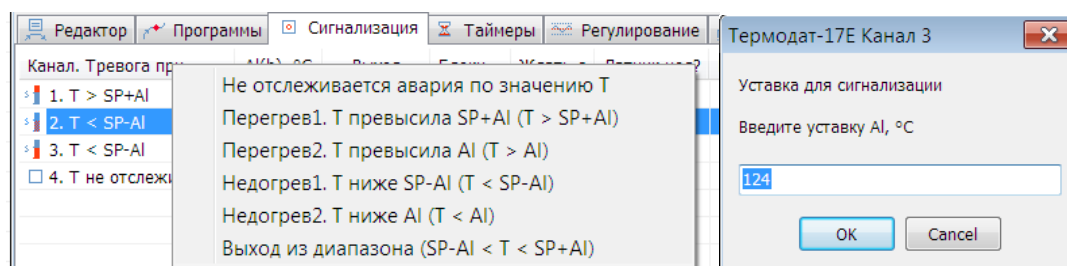 Редактор Программы Сигнализация Таймеры Регулирование
Канал. Тревога при
1. T > SP+Al
2. T < SP-Al
3. T < SP-Al
4. T не отслежи
Не отслеживается авария по значению T
Перегрев1. T превысила SP+Al (T > SP+Al)
Перегрев2. T превысила Al (T > Al)
Недогрев1. T ниже SP-Al (T < SP-Al)
Недогрев2. T ниже Al (T < Al)
Выход из диапазона (SP-Al < T < SP+Al)
Термодат-17Е Канал 3
Уставка для сигнализации
Введите уставку Al, °C
124
OK Cancel